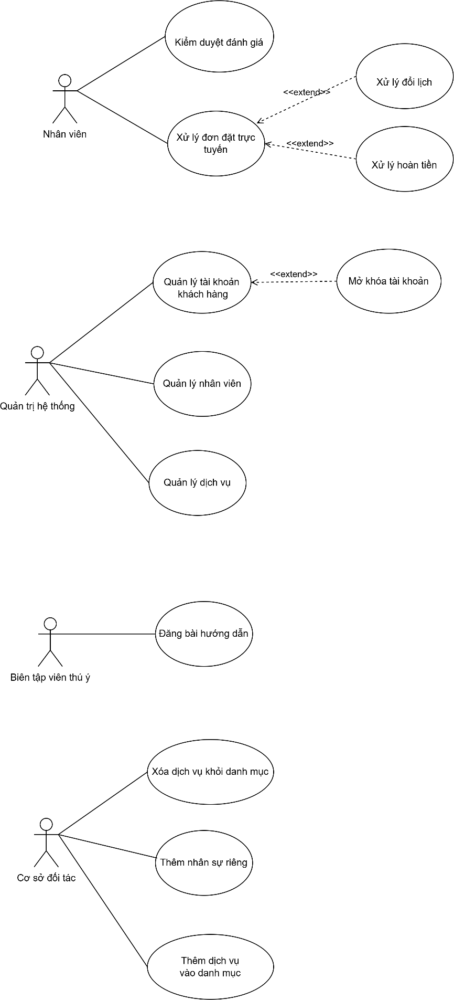 Kiểm duyệt đánh giá
Xử lý đổi lịch
<<extend>>
Nhân viên
Xử lý đơn đặt trực
tuyến
<<extend>>
Xử lý hoàn tiền
Quản lý tài khoản
khách hàng
<<extend>>
Mở khóa tài khoản
Quản lý nhân viên
Quản trị hệ thống
Quản lý dịch vụ
Đăng bài hướng dẫn
Biên tập viên thú ý
Xóa dịch vụ khỏi danh mục
Thêm nhân sự riêng
Cơ sở đối tác
Thêm dịch vụ
vào danh mục